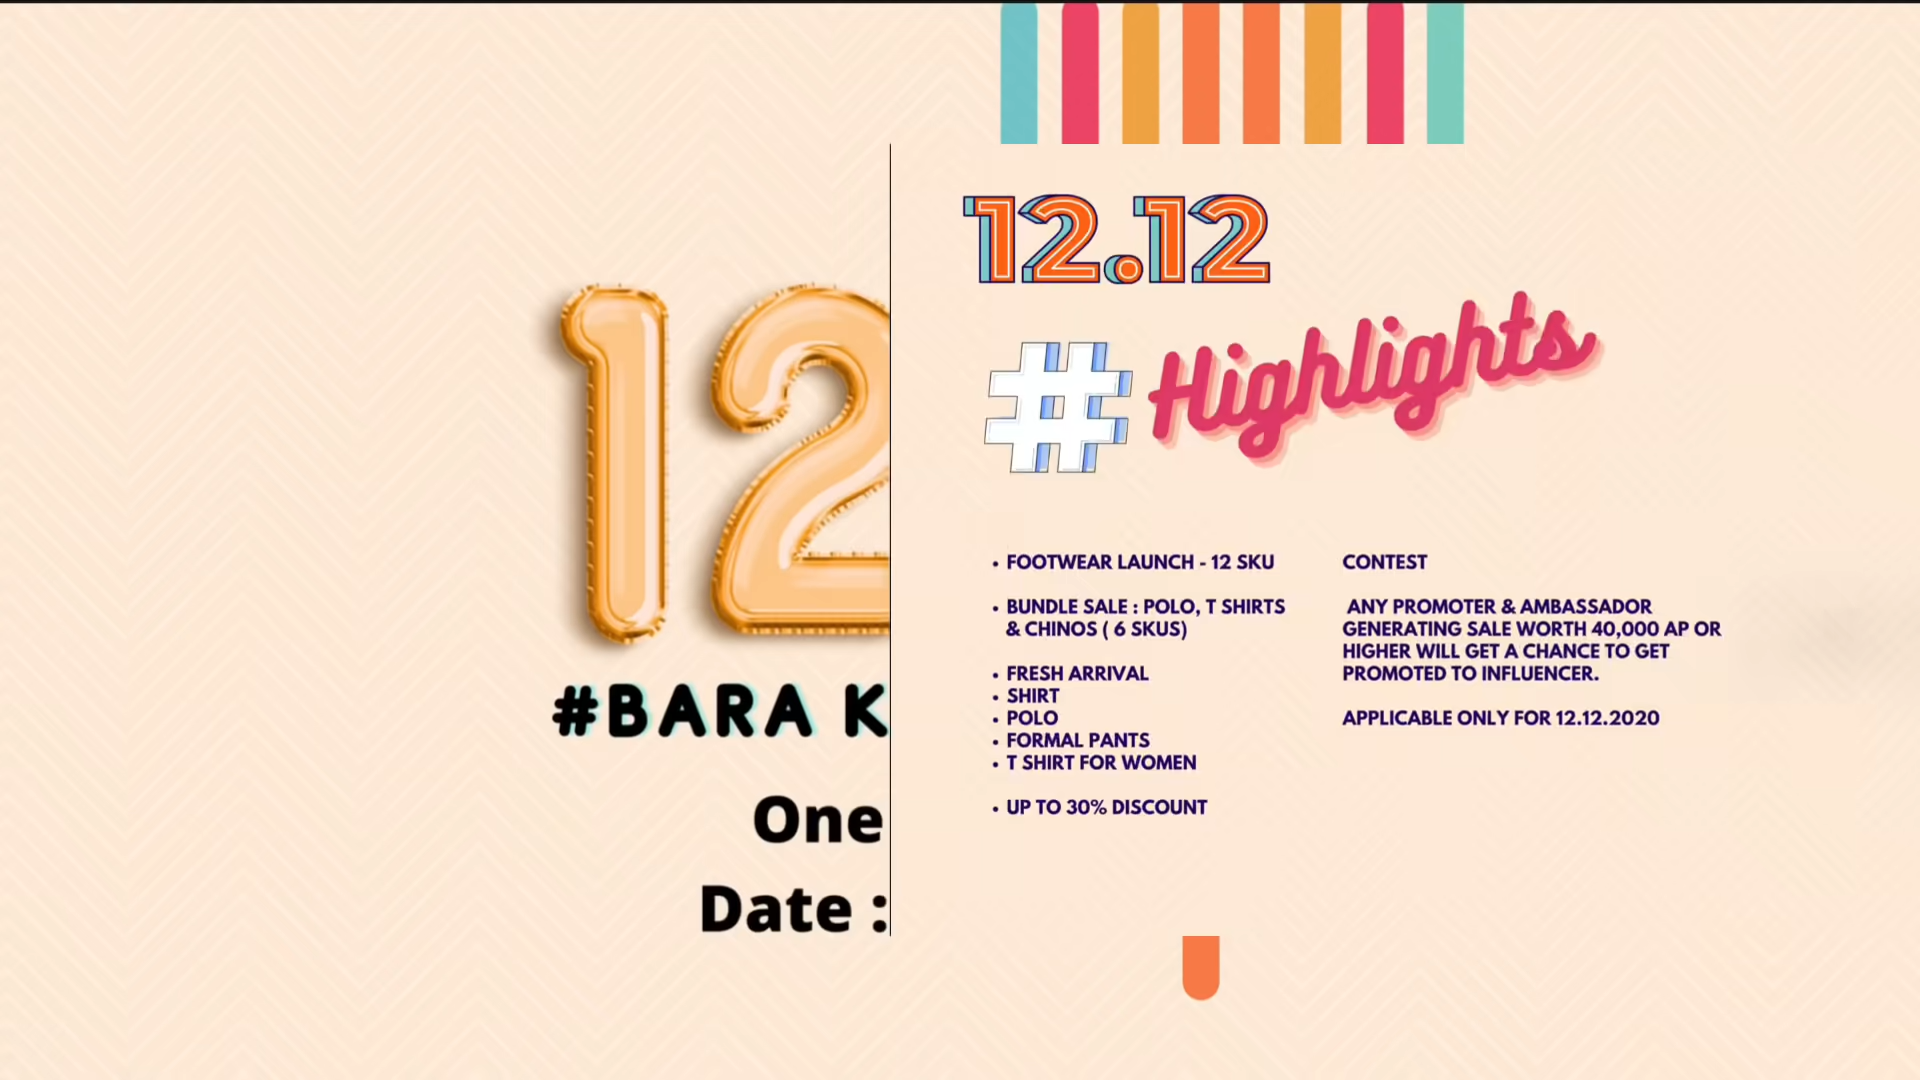 12
#BARA K
One
Date :
12.12
# Highlights
• FOOTWEAR LAUNCH - 12 SKU
• BUNDLE SALE : POLO, T SHIRTS
& CHINOS ( 6 SKUS)
• FRESH ARRIVAL
• SHIRT
• POLO
• FORMAL PANTS
• T SHIRT FOR WOMEN
• UP TO 30% DISCOUNT
CONTEST
ANY PROMOTER & AMBASSADOR
GENERATING SALE WORTH 40,000 AP OR
HIGHER WILL GET A CHANCE TO GET
PROMOTED TO INFLUENCER.
APPLICABLE ONLY FOR 12.12.2020